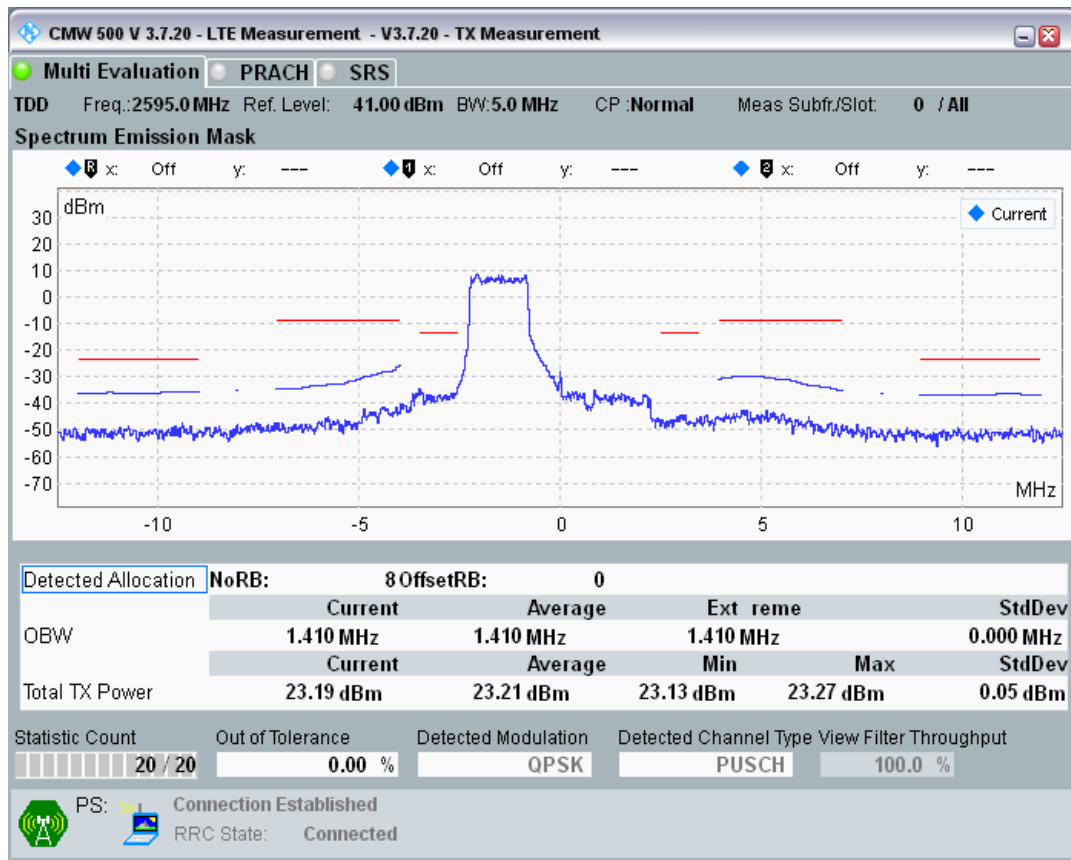 CMW 500 V 3.7.20 - LTE Measurement - V3.7.20 - TX Measurement
Multi Evaluation PRACH SRS
TDD Freq.:2595.0 MHz Ref. Level: 41.00 dBm BW:5.0 MHz CP :Normal Meas Subfr./Slot: 0 / All
Spectrum Emission Mask
R x: Off y: --- 1 x: Off y: --- 2 x: Off y: ---
dBm
Current
30
20
10
0
-10
-20
-30
-40
-50
-60
-70
MHz
-10 -5 0 5 10
Detected Allocation NoRB: 8 OffsetRB: 0
Current Average Ext reme StdDev
OBW 1.410 MHz 1.410 MHz 1.410 MHz 0.000 MHz
Current Average Min Max StdDev
Total TX Power 23.19 dBm 23.21 dBm 23.13 dBm 23.27 dBm 0.05 dBm
Statistic Count Out of Tolerance Detected Modulation Detected Channel Type View Filter Throughput
20 / 20 0.00 % QPSK PUSCH 100.0 %
PS: Connection Established
RRC State: Connected